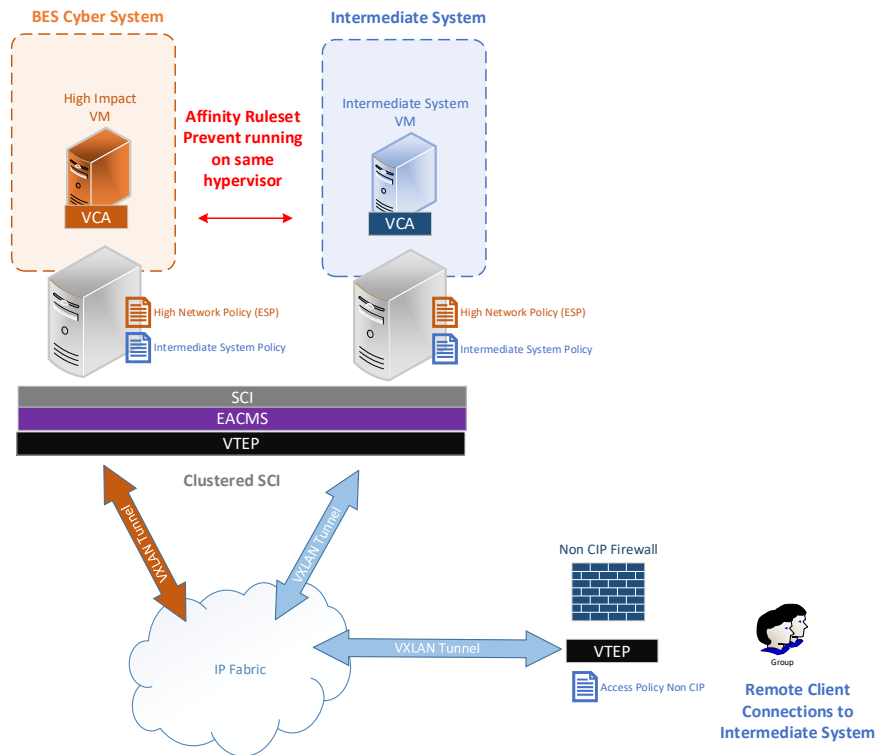 BES Cyber System
Intermediate System
High Impact
VM
Affinity Ruleset
Prevent running
on same
hypervisor
Intermediate System
VM
VCA
VCA
High Network Policy (ESP)
Intermediate System Policy
High Network Policy (ESP)
Intermediate System Policy
SCI
EACMS
VTEP
Clustered SCI
VXLAN Tunnel
VXLAN Tunnel
IP Fabric
VXLAN Tunnel
Non CIP Firewall
VTEP
Access Policy Non CIP
Group
Remote Client
Connections to
Intermediate System